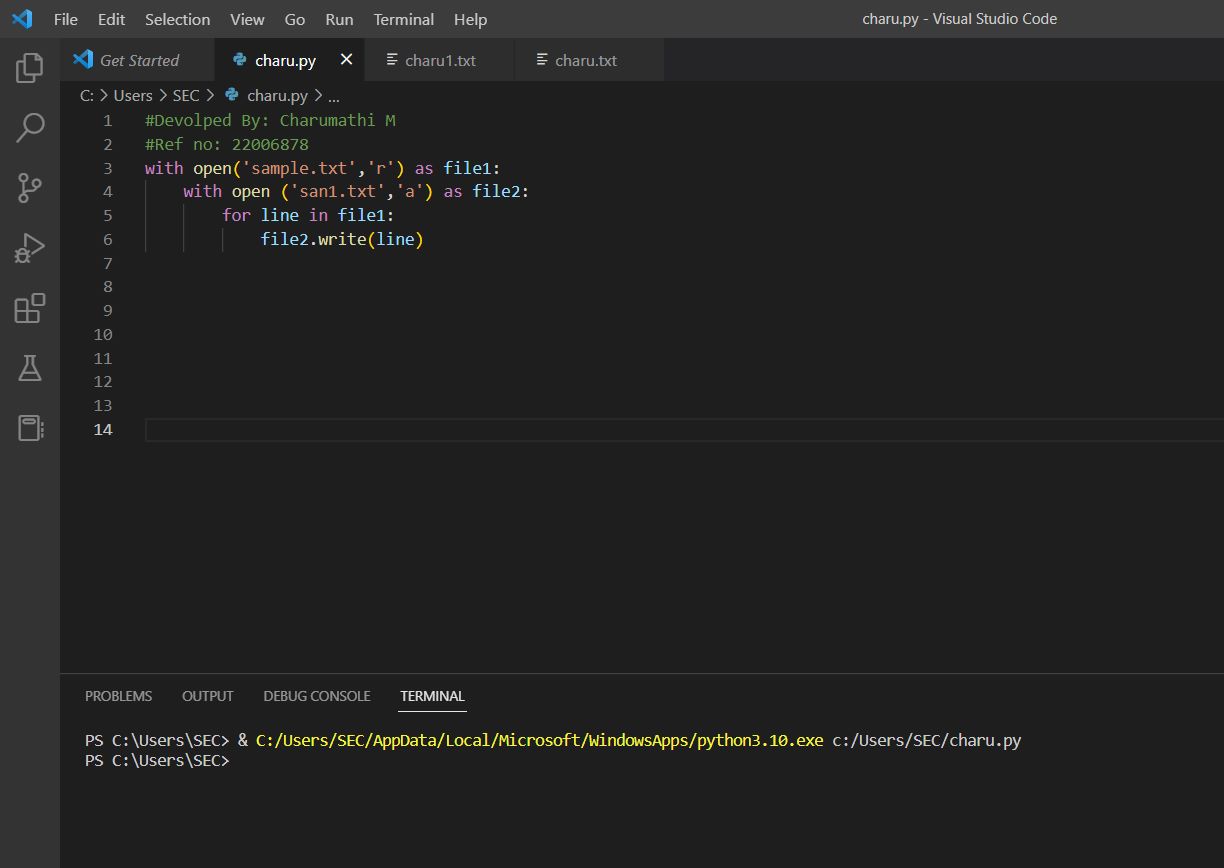 File Edit Selection View Go Run Terminal Help charu.py - Visual Studio Code
Get Started charu.py charu1.txt charu.txt
C: > Users > SEC > charu.py > ...
1 #Devolped By: Charumathi M
2 #Ref no: 22006878
3 with open('sample.txt','r') as file1:
4     with open ('san1.txt','a') as file2:
5         for line in file1:
6             file2.write(line)
7
8
9
10
11
12
13
14
PROBLEMS OUTPUT DEBUG CONSOLE TERMINAL
PS C:\Users\SEC> & C:/Users/SEC/AppData/Local/Microsoft/WindowsApps/python3.10.exe c:/Users/SEC/charu.py
PS C:\Users\SEC>